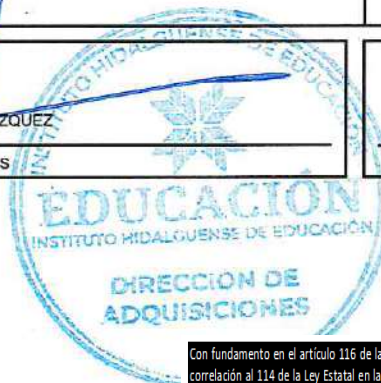 ZQUEZ
S
INSTITUTO HIDALGUENSE DE EDUCACIÓN
EDUCACIÓN
INSTITUTO HIDALGUENSE DE EDUCACIÓN
DIRECCIÓN DE
ADQUISICIONES
Con fundamento en el artículo 116 de la
correlación al 114 de la Ley Estatal en la